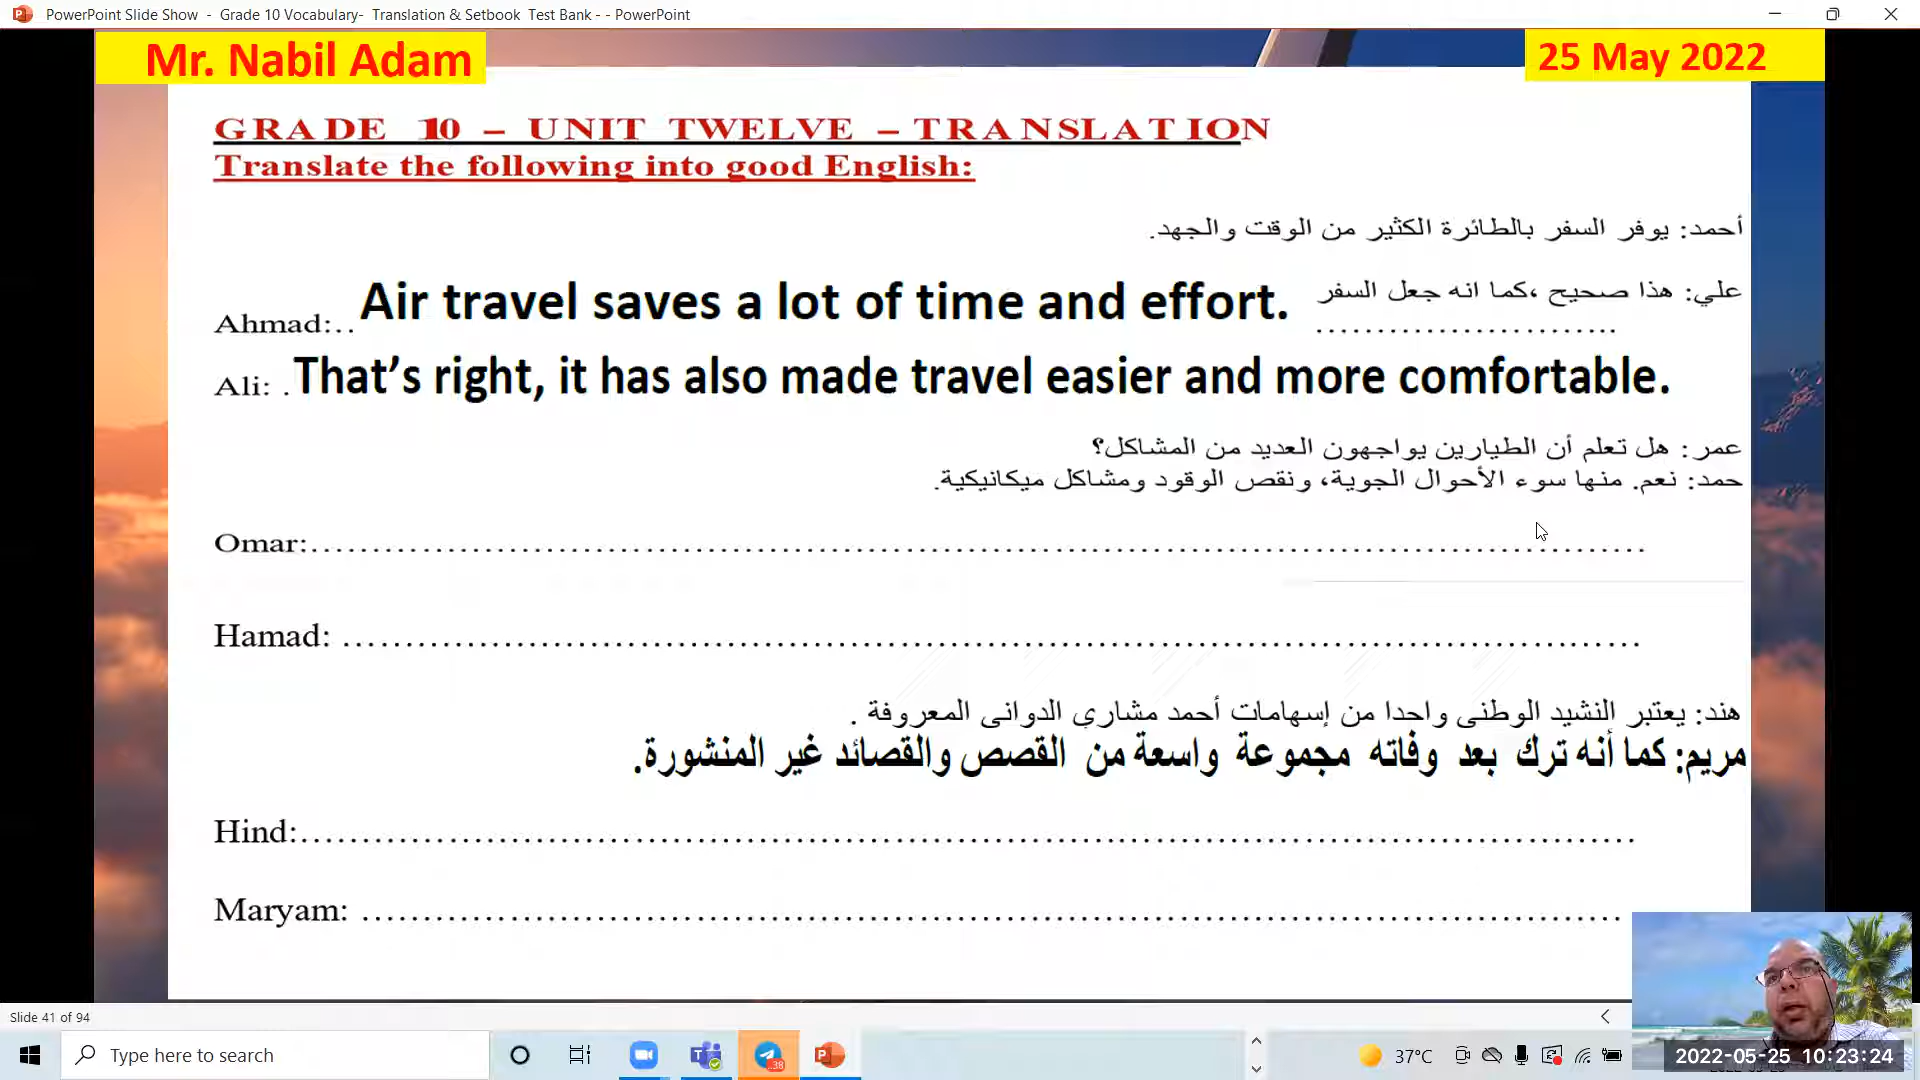 PowerPoint Slide Show - Grade 10 Vocabulary- Translation & Setbook Test Bank - - PowerPoint
Mr. Nabil Adam
25 May 2022
GRADE 10 – UNIT TWELVE – TRANSLATION
Translate the following into good English:
أحمد: يوفر السفر بالطائرة الكثير من الوقت والجهد.
علي: هذا صحيح ،كما انه جعل السفر
Ahmad:.. Air travel saves a lot of time and effort. ……………………..
Ali: . That’s right, it has also made travel easier and more comfortable.
عمر: هل تعلم أن الطيارين يواجهون العديد من المشاكل؟
حمد: نعم. منها سوء الأحوال الجوية، ونقص الوقود ومشاكل ميكانيكية.
Omar:……………………………………………………………………………………
Hamad: ……………………………………………………………………………………
هند: يعتبر النشيد الوطنى واحدا من إسهامات أحمد مشاري الدوانى المعروفة .
مريم: كما أنه ترك بعد وفاته مجموعة واسعة من القصص والقصائد غير المنشورة.
Hind:……………………………………………………………………………………
Maryam: ……………………………………………………………………………………
Slide 41 of 94
Type here to search
38
37°C
2022-05-25 10:23:24